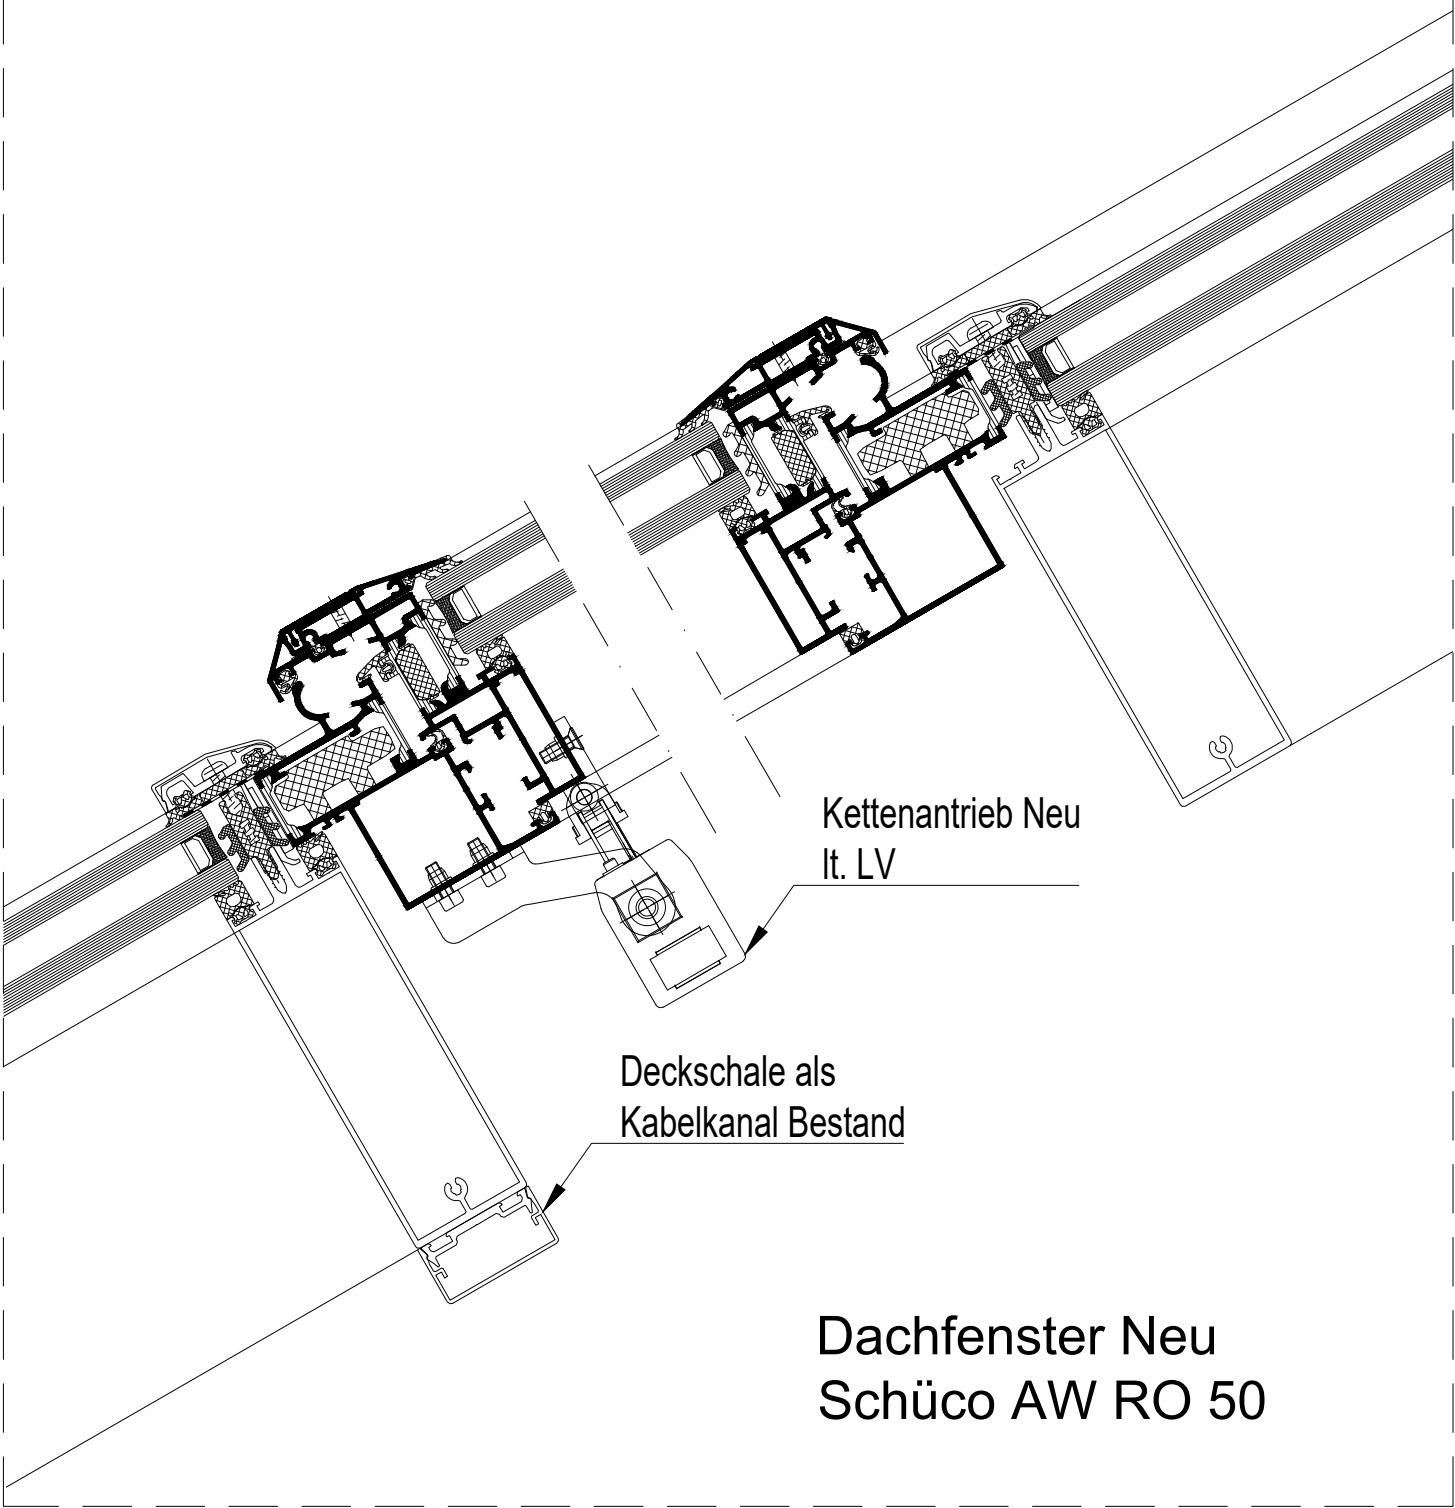 Kettenantrieb Neu
lt. LV
Deckschale als
Kabelkanal Bestand
Dachfenster Neu
Schüco AW RO 50